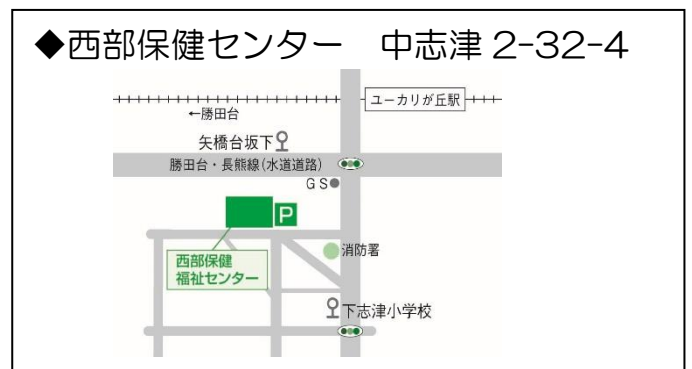 ◆西部保健センター　中志津 2-32-4
ユーカリが丘駅
←勝田台
矢橋台坂下
勝田台・長熊線(水道道路)
GS
P
消防署
西部保健
福祉センター
下志津小学校